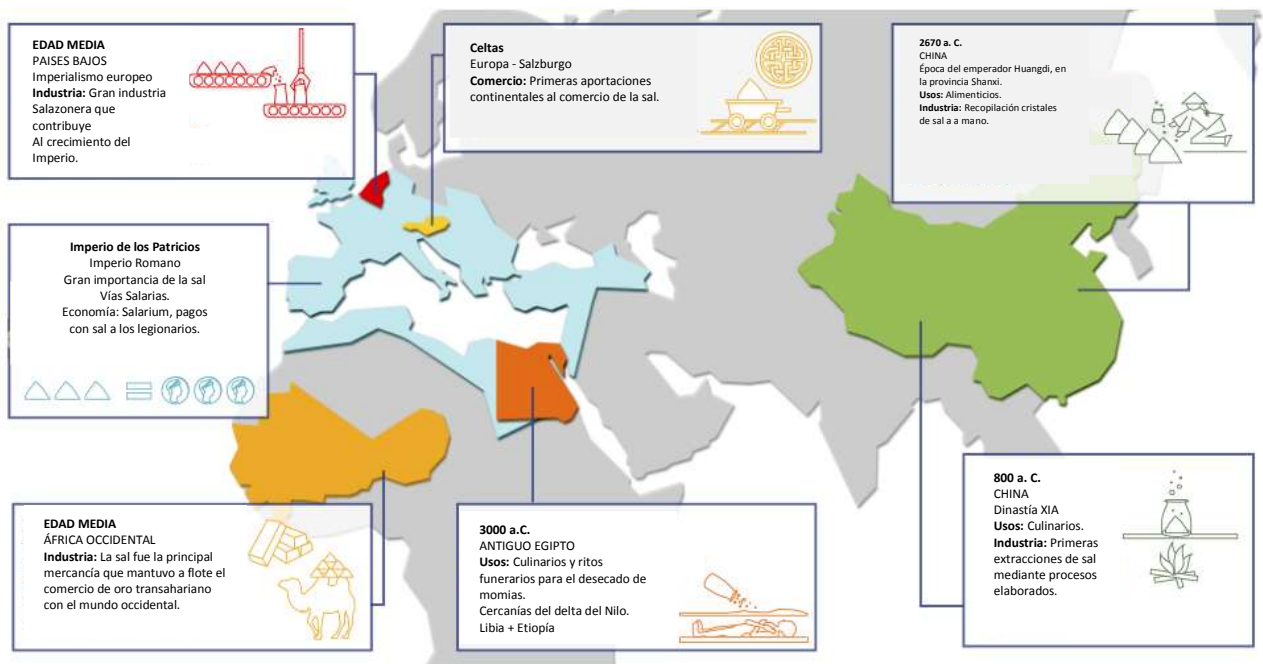 EDAD MEDIA
PAISES BAJOS
Imperialismo europeo
Industria: Gran industria
Salazonera que
contribuye
Al crecimiento del
Imperio.
Celtas
Europa - Salzburgo
Comercio: Primeras aportaciones
continentales al comercio de la sal.
2670 a. C.
CHINA
Época del emperador Huangdi, en
la provincia Shanxi.
Usos: Alimenticios.
Industria: Recopilación cristales
de sal a a mano.
Imperio de los Patricios
Imperio Romano
Gran importancia de la sal
Vías Salarias.
Economía: Salarium, pagos
con sal a los legionarios.
EDAD MEDIA
ÁFRICA OCCIDENTAL
Industria: La sal fue la principal
mercancía que mantuvo a flote el
comercio de oro transahariano
con el mundo occidental.
3000 a.C.
ANTIGUO EGIPTO
Usos: Culinarios y ritos
funerarios para el desecado de
momias.
Cercanías del delta del Nilo.
Libia + Etiopía
800 a. C.
CHINA
Dinastía XIA
Usos: Culinarios.
Industria: Primeras
extracciones de sal
mediante procesos
elaborados.